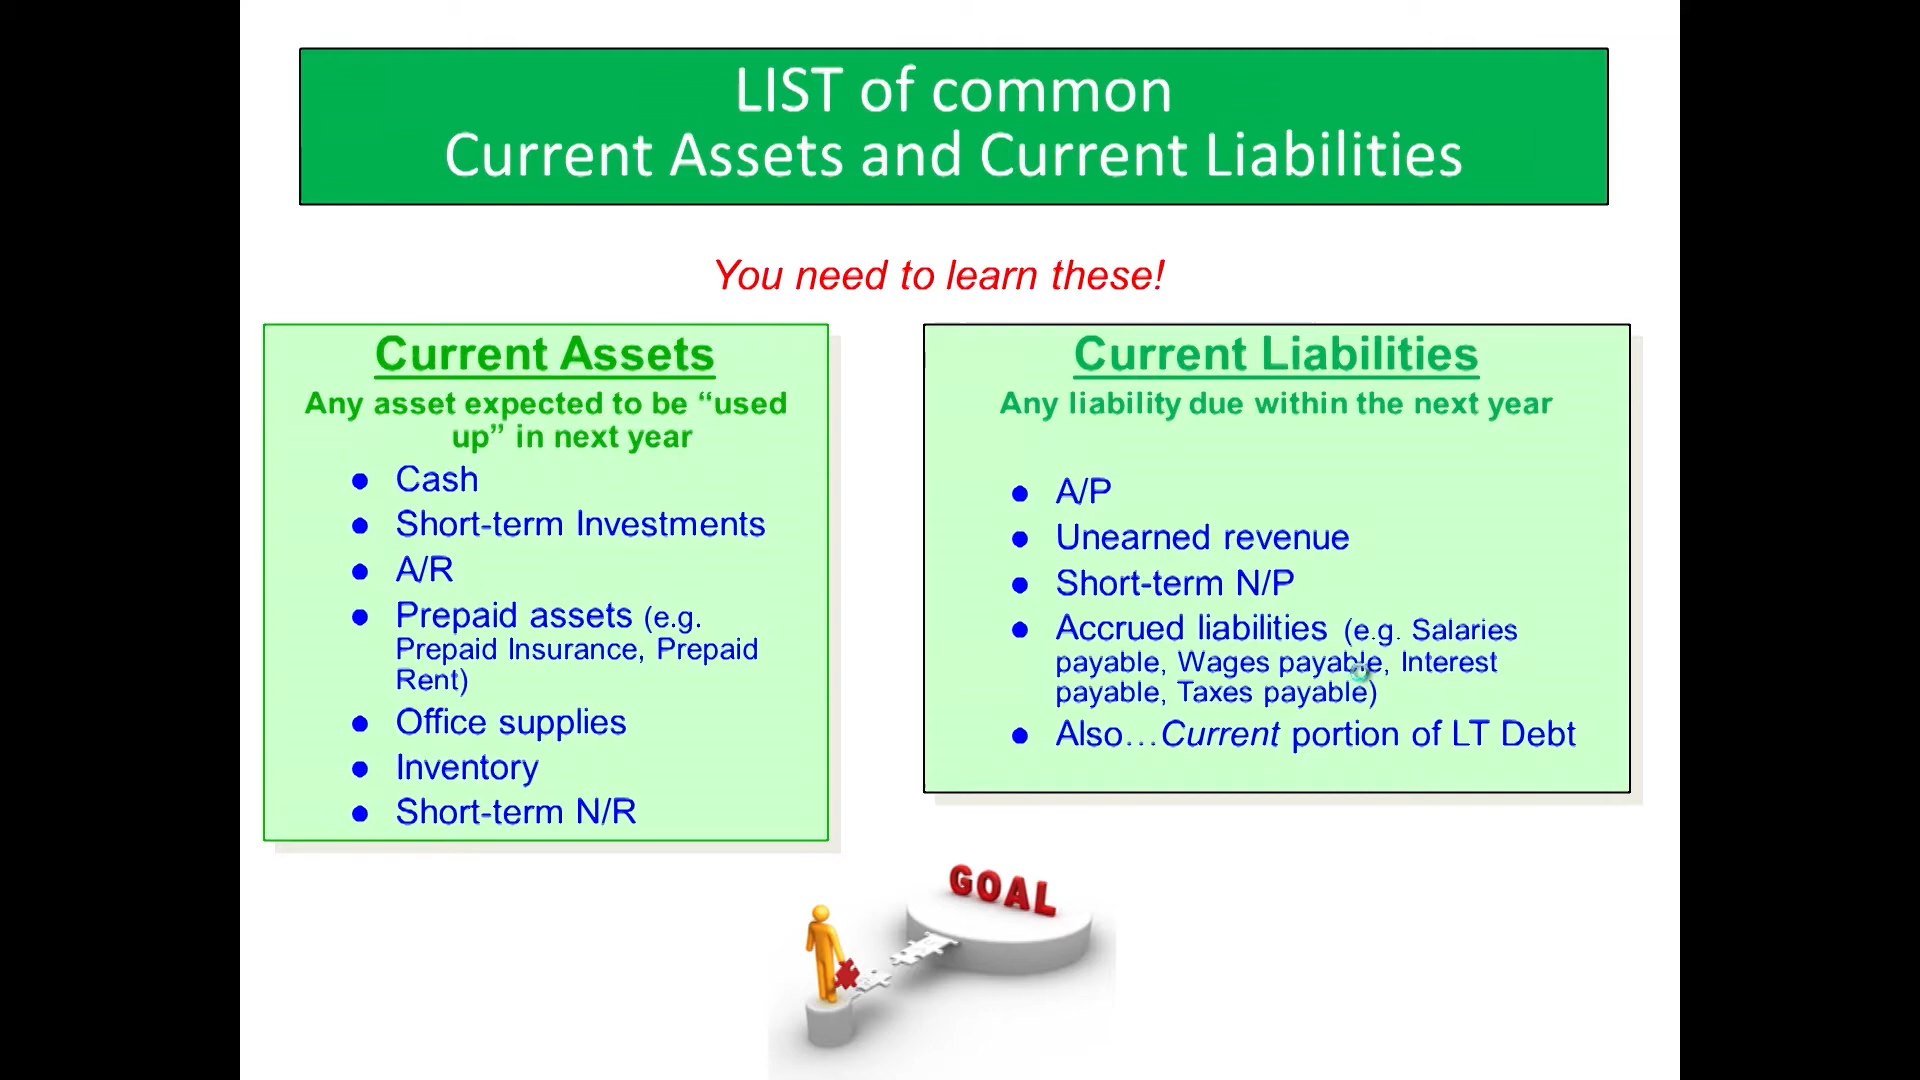 LIST of common
Current Assets and Current Liabilities
You need to learn these!
Current Assets
Any asset expected to be “used
up” in next year
● Cash
● Short-term Investments
● A/R
● Prepaid assets (e.g.
Prepaid Insurance, Prepaid
Rent)
● Office supplies
● Inventory
● Short-term N/R
Current Liabilities
Any liability due within the next year
● A/P
● Unearned revenue
● Short-term N/P
● Accrued liabilities (e.g. Salaries
payable, Wages payable, Interest
payable, Taxes payable)
● Also…Current portion of LT Debt
GOAL